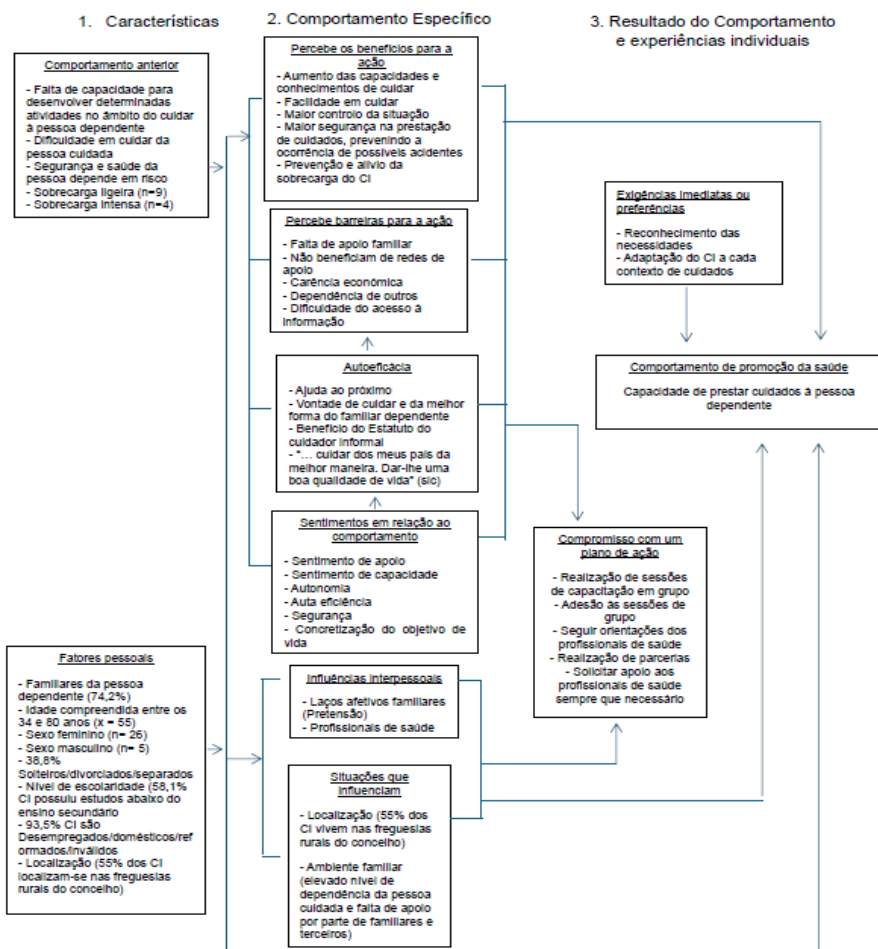 1. Características
Comportamento anterior
- Falta de capacidade para
desenvolver determinadas
atividades no âmbito do cuidar
à pessoa dependente
- Dificuldade em cuidar da
pessoa cuidada
- Segurança e saúde da
pessoa depende em risco
- Sobrecarga ligeira (n=9)
- Sobrecarga intensa (n=4)
Fatores pessoais
- Familiares da pessoa
dependente (74,2%)
- Idade compreendida entre os
34 e 80 anos (x = 55)
- Sexo feminino (n= 26)
- Sexo masculino (n= 5)
- 38,8%
Solteiros/divorciados/separados
- Nível de escolaridade (58,1%
CI possuiu estudos abaixo do
ensino secundário
- 93,5% CI são
Desempregados/domésticos/ref
ormados/inválidos
- Localização (55% dos CI
localizam-se nas freguesias
rurais do concelho)
2. Comportamento Específico
Percebe os benefícios para a
ação
- Aumento das capacidades e
conhecimentos de cuidar
- Facilidade em cuidar
- Maior controlo da situação
- Maior segurança na prestação
de cuidados, prevenindo a
ocorrência de possíveis acidentes
- Prevenção e alivio da
sobrecarga do CI
Percebe barreiras para a ação
- Falta de apoio familiar
- Não beneficiam de redes de
apoio
- Carência económica
- Dependência de outros
- Dificuldade do acesso à
informação
Autoeficácia
- Ajuda ao próximo
- Vontade de cuidar e da melhor
forma do familiar dependente
- Beneficio do Estatuto do
cuidador informal
- "... cuidar dos meus pais da
melhor maneira. Dar-lhe uma
boa qualidade de vida" (sic)
Sentimentos em relação ao
comportamento
- Sentimento de apoio
- Sentimento de capacidade
- Autonomia
- Auta eficiência
- Segurança
- Concretização do objetivo de
vida
Influências interpessoais
- Laços afetivos familiares
(Pretensão)
- Profissionais de saúde
Situações que
influenciam
- Localização (55% dos
CI vivem nas freguesias
rurais do concelho)
- Ambiente familiar
(elevado nível de
dependência da pessoa
cuidada e falta de apoio
por parte de familiares e
terceiros)
3. Resultado do Comportamento
e experiências individuais
Exigências imediatas ou
preferências
- Reconhecimento das
necessidades
- Adaptação do CI a cada
contexto de cuidados
Comportamento de promoção da saúde
Capacidade de prestar cuidados à pessoa
dependente
Compromisso com um
plano de ação
- Realização de sessões
de capacitação em grupo
- Adesão às sessões de
grupo
- Seguir orientações dos
profissionais de saúde
- Realização de parcerias
- Solicitar apoio aos
profissionais de saúde
sempre que necessário